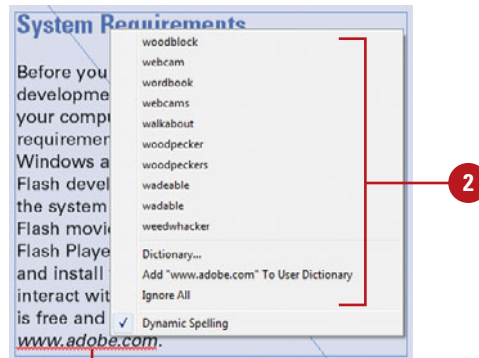 System Requirements
Before you
developme
your compu
requiremen
Windows a
Flash devel
the system
Flash movi
Flash Playe
and install
interact wit
is free and
www.adobe.com.
woodblock
webcam
wordbook
webcams
walkabout
woodpecker
woodpeckers
wadeable
wadable
weedwhacker
Dictionary...
Add "www.adobe.com" To User Dictionary
Ignore All
Dynamic Spelling
2